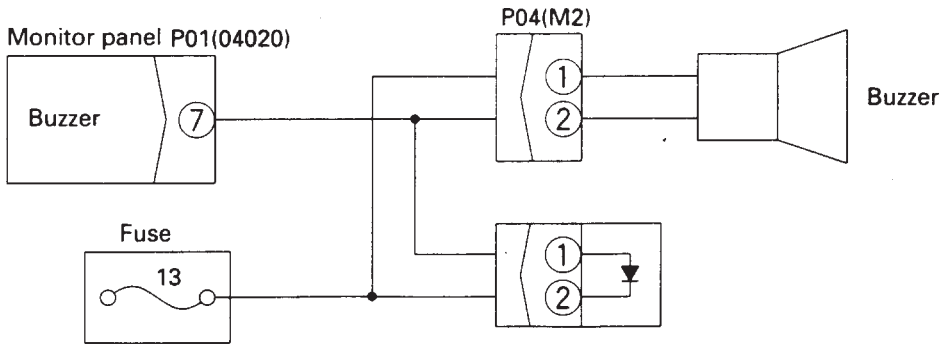 P04(M2)
Monitor panel P01(04020)
Buzzer 7
1
2
Buzzer
Fuse
13
1
2